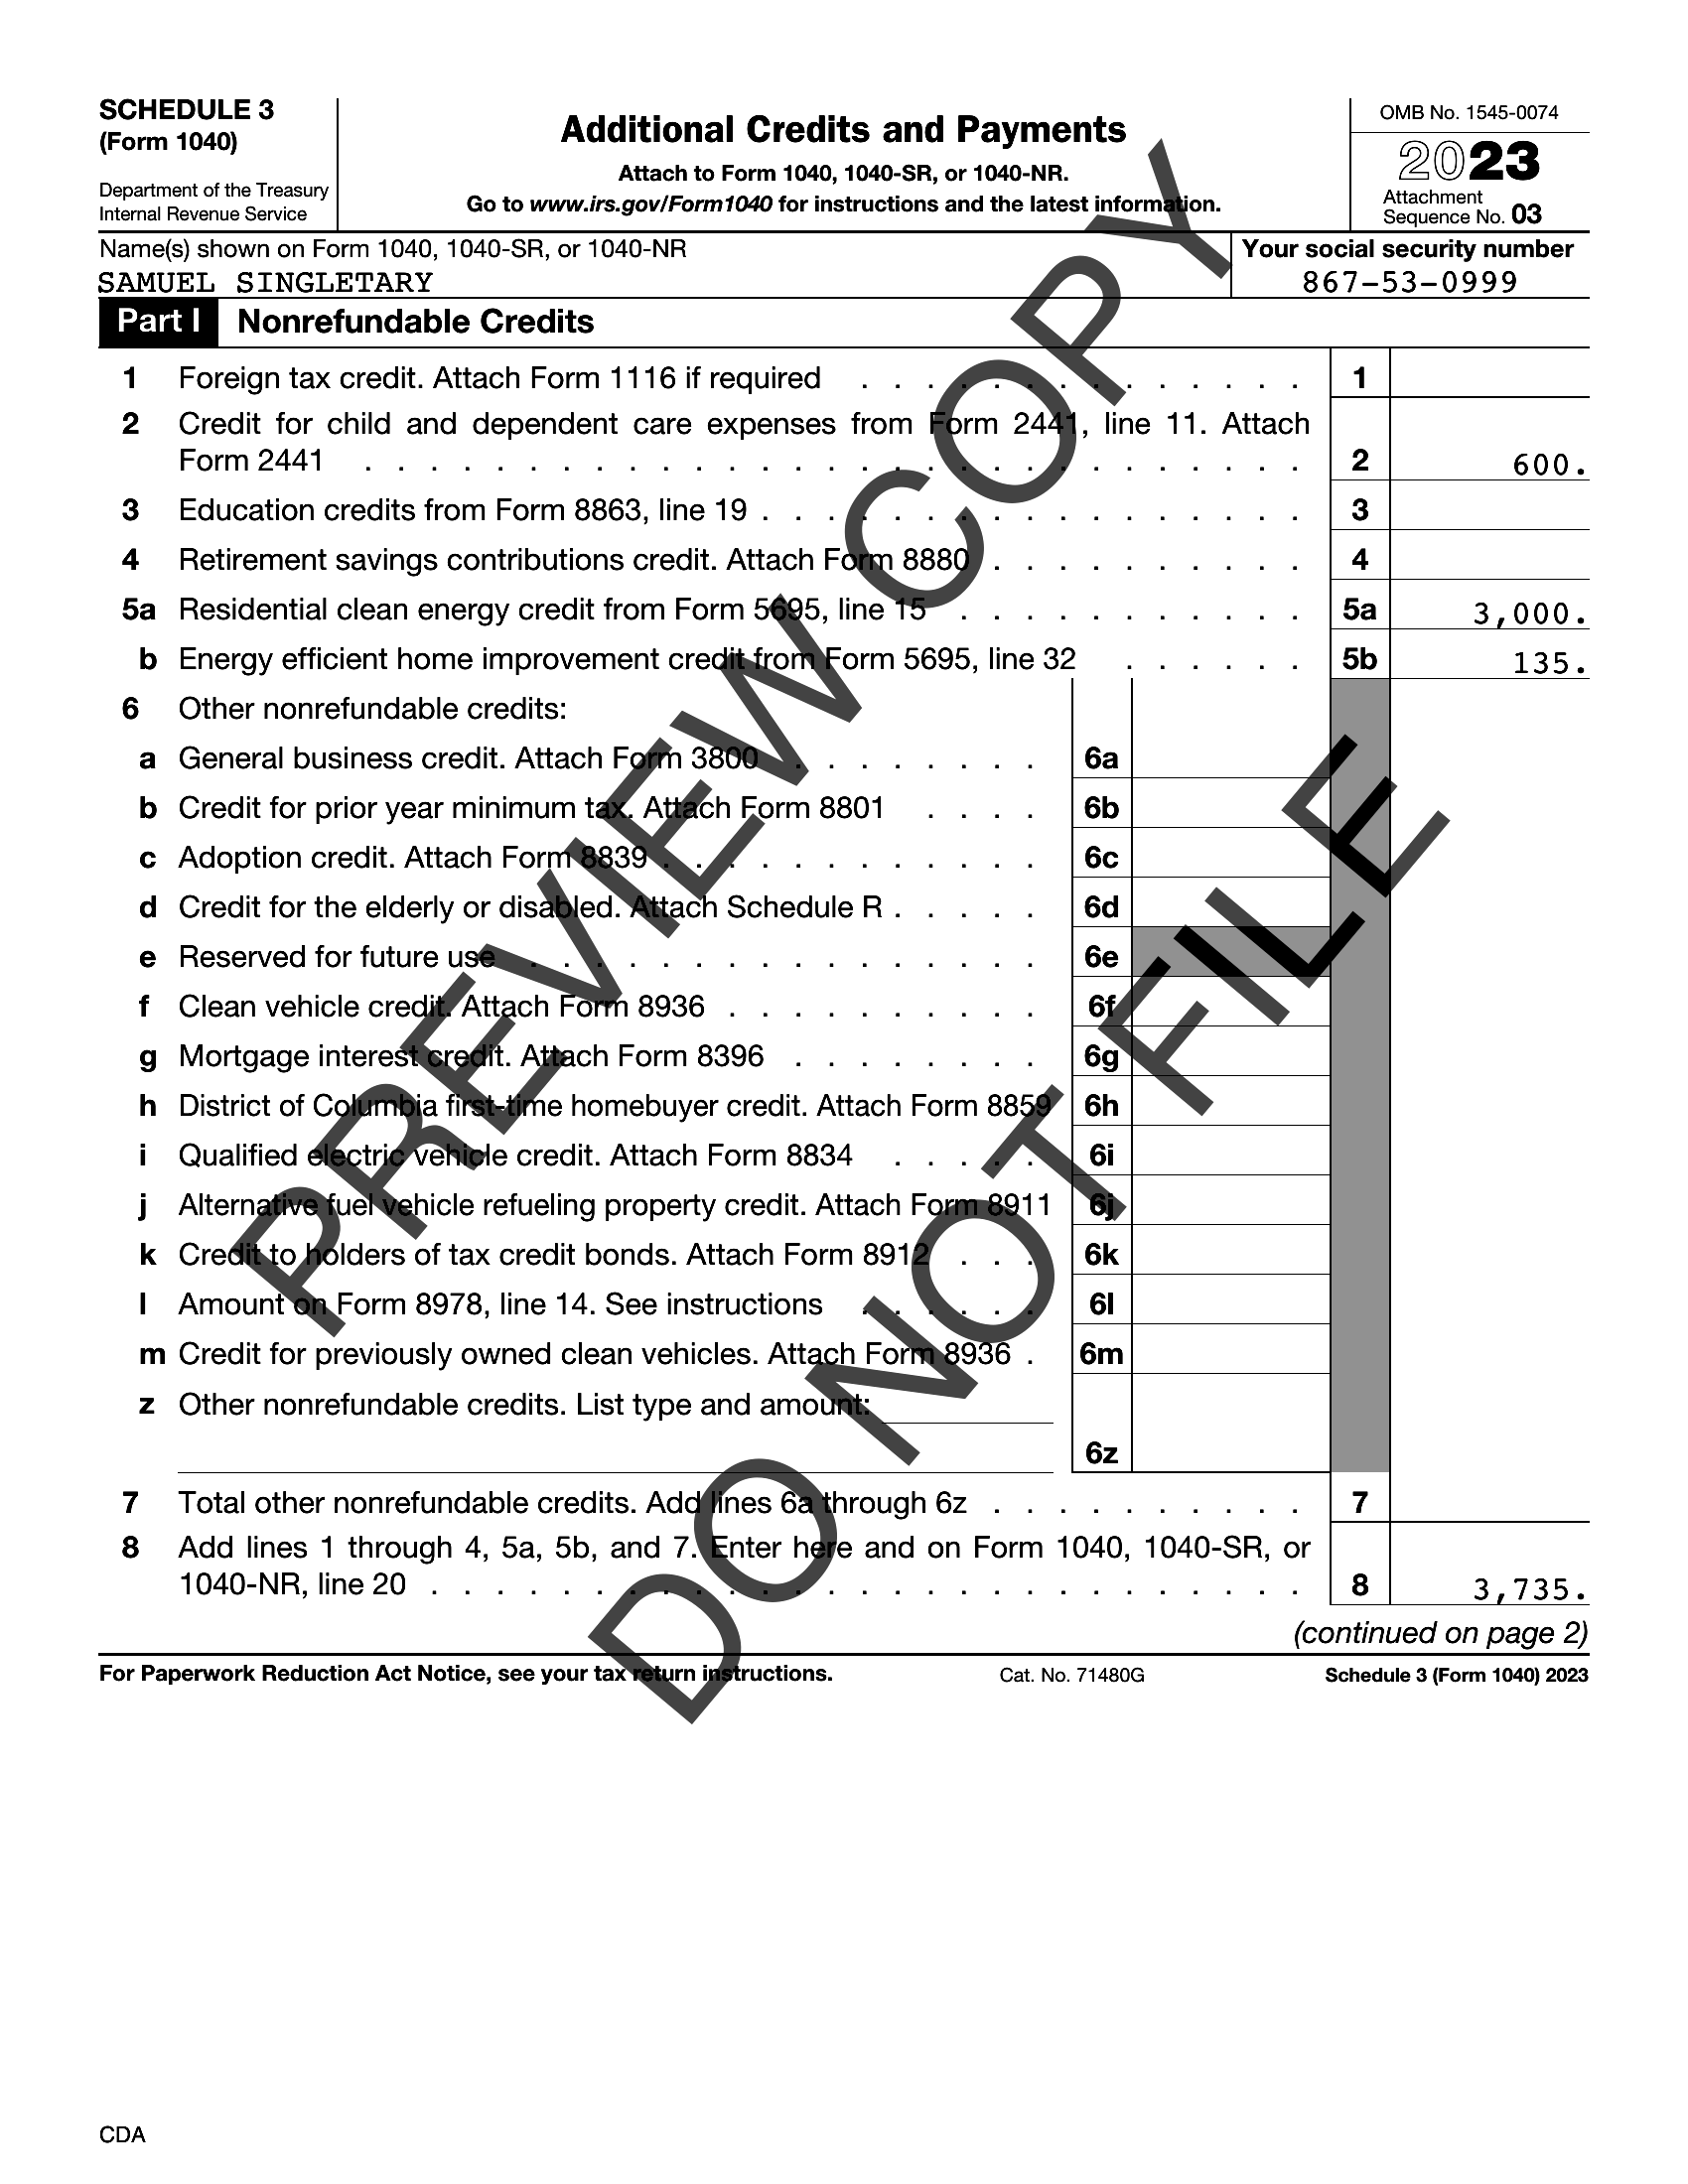 SCHEDULE 3
(Form 1040)
Department of the Treasury
Internal Revenue Service
Additional Credits and Payments
Attach to Form 1040, 1040-SR, or 1040-NR.
Go to www.irs.gov/Form1040 for instructions and the latest information.
OMB No. 1545-0074
2023
Attachment
Sequence No. 03
Name(s) shown on Form 1040, 1040-SR, or 1040-NR
SAMUEL SINGLETARY
Your social security number
867-53-0999
Part I Nonrefundable Credits
1 Foreign tax credit. Attach Form 1116 if required . . . . . . . . . . . . . . 1
2 Credit for child and dependent care expenses from Form 2441, line 11. Attach
Form 2441 . . . . . . . . . . . . . . . . . . . . . . . . . . . . . 2 600.
3 Education credits from Form 8863, line 19 . . . . . . . . . . . . . . . . . 3
4 Retirement savings contributions credit. Attach Form 8880 . . . . . . . . . . 4
5a Residential clean energy credit from Form 5695, line 15 . . . . . . . . . . . 5a 3,000.
b Energy efficient home improvement credit from Form 5695, line 32 . . . . . . 5b 135.
6 Other nonrefundable credits:
a General business credit. Attach Form 3800 . . . . . . . . 6a
b Credit for prior year minimum tax. Attach Form 8801 . . . . 6b
c Adoption credit. Attach Form 8839 . . . . . . . . . . . . 6c
d Credit for the elderly or disabled. Attach Schedule R . . . . . 6d
e Reserved for future use . . . . . . . . . . . . . . . . 6e
f Clean vehicle credit. Attach Form 8936 . . . . . . . . . . 6f
g Mortgage interest credit. Attach Form 8396 . . . . . . . . 6g
h District of Columbia first-time homebuyer credit. Attach Form 8859 6h
i Qualified electric vehicle credit. Attach Form 8834 . . . . . 6i
j Alternative fuel vehicle refueling property credit. Attach Form 8911 6j
k Credit to holders of tax credit bonds. Attach Form 8912 . . . 6k
l Amount on Form 8978, line 14. See instructions . . . . . . 6l
m Credit for previously owned clean vehicles. Attach Form 8936 . 6m
z Other nonrefundable credits. List type and amount:
6z
7 Total other nonrefundable credits. Add lines 6a through 6z . . . . . . . . . . 7
8 Add lines 1 through 4, 5a, 5b, and 7. Enter here and on Form 1040, 1040-SR, or
1040-NR, line 20 . . . . . . . . . . . . . . . . . . . . . . . . . . . 8 3,735.
(continued on page 2)
For Paperwork Reduction Act Notice, see your tax return instructions. Cat. No. 71480G Schedule 3 (Form 1040) 2023
CDA
PREVIEW COPY
DO NOT FILE